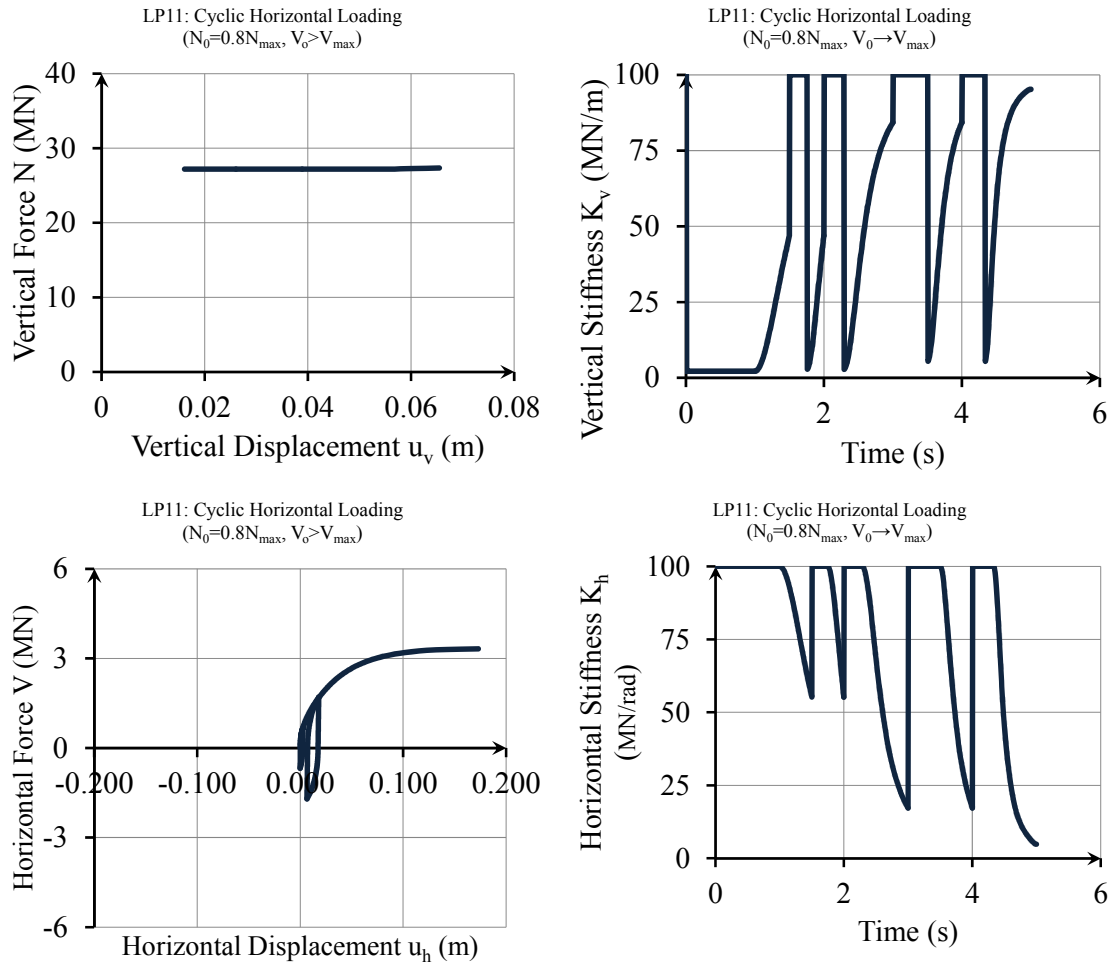 LP11: Cyclic Horizontal Loading
(N₀=0.8Nₘₐₓ, Vₒ>Vₘₐₓ)
40
30
20
10
0
Vertical Force N (MN)
0 0.02 0.04 0.06 0.08
Vertical Displacement uᵥ (m)
LP11: Cyclic Horizontal Loading
(N₀=0.8Nₘₐₓ, V₀→Vₘₐₓ)
100
75
50
25
0
Vertical Stiffness Kᵥ (MN/m)
0 2 4 6
Time (s)
LP11: Cyclic Horizontal Loading
(N₀=0.8Nₘₐₓ, Vₒ>Vₘₐₓ)
6
3
0
-3
-6
Horizontal Force V (MN)
-0.200 -0.100 0.000 0.100 0.200
Horizontal Displacement uₕ (m)
LP11: Cyclic Horizontal Loading
(N₀=0.8Nₘₐₓ, V₀→Vₘₐₓ)
100
75
50
25
0
Horizontal Stiffness Kₕ
(MN/rad)
0 2 4 6
Time (s)